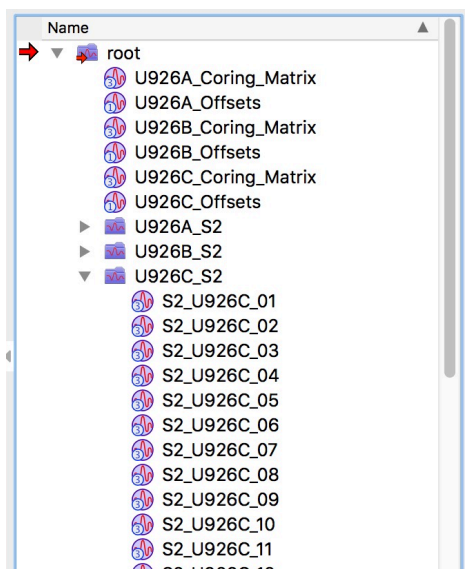 Name
root
U926A_Coring_Matrix
U926A_Offsets
U926B_Coring_Matrix
U926B_Offsets
U926C_Coring_Matrix
U926C_Offsets
U926A_S2
U926B_S2
U926C_S2
S2_U926C_01
S2_U926C_02
S2_U926C_03
S2_U926C_04
S2_U926C_05
S2_U926C_06
S2_U926C_07
S2_U926C_08
S2_U926C_09
S2_U926C_10
S2_U926C_11